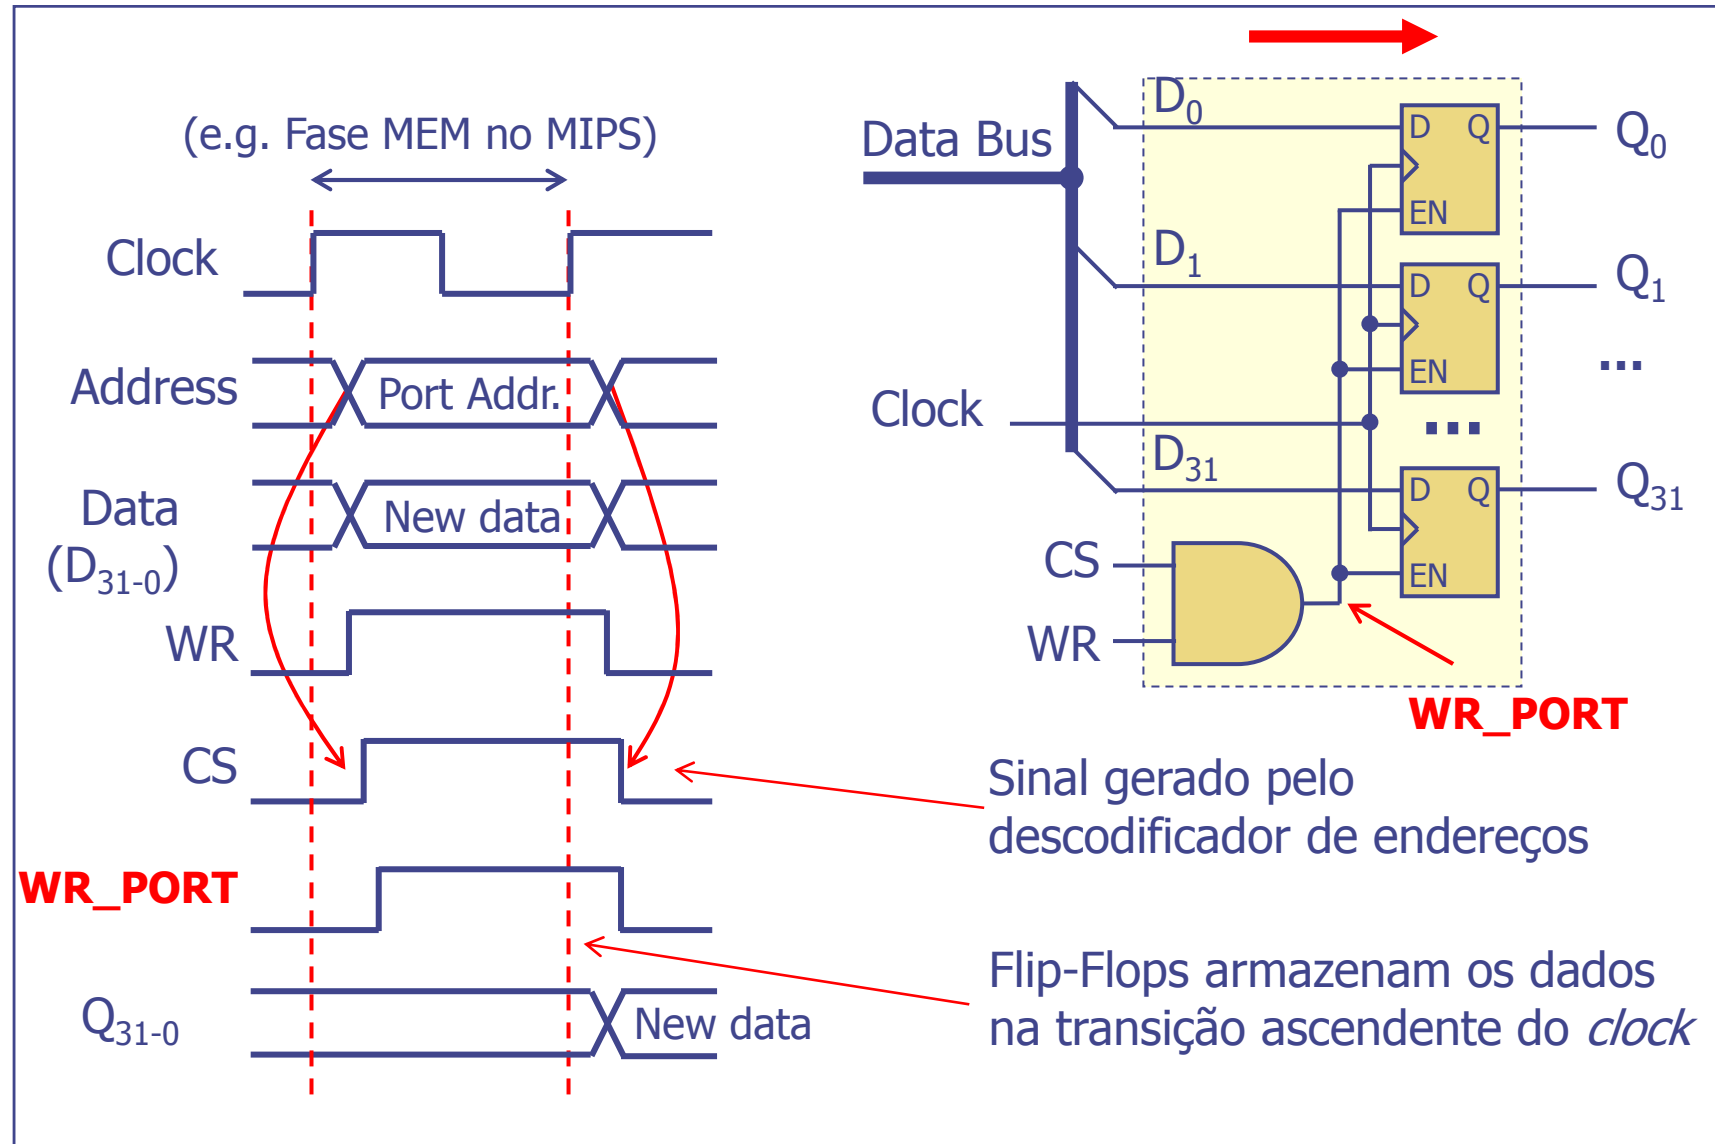 (e.g. Fase MEM no MIPS)
Clock
Address
Port Addr.
Data
(D31-0)
New data
WR
CS
WR_PORT
Q31-0
New data
Data Bus
D0
D Q
EN
Q0
D1
D Q
EN
Q1
...
Clock
...
D31
D Q
EN
Q31
CS
WR
WR_PORT
Sinal gerado pelo
descodificador de endereços
Flip-Flops armazenam os dados
na transição ascendente do clock